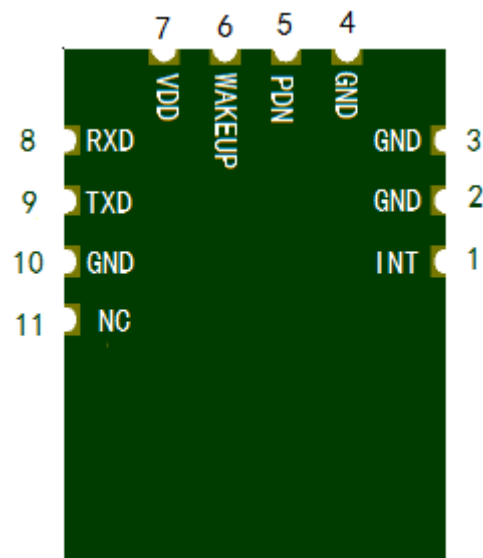 7 6 5 4
VDD WAKEUP PDN GND
8 RXD GND 3
9 TXD GND 2
10 GND INT 1
11 NC